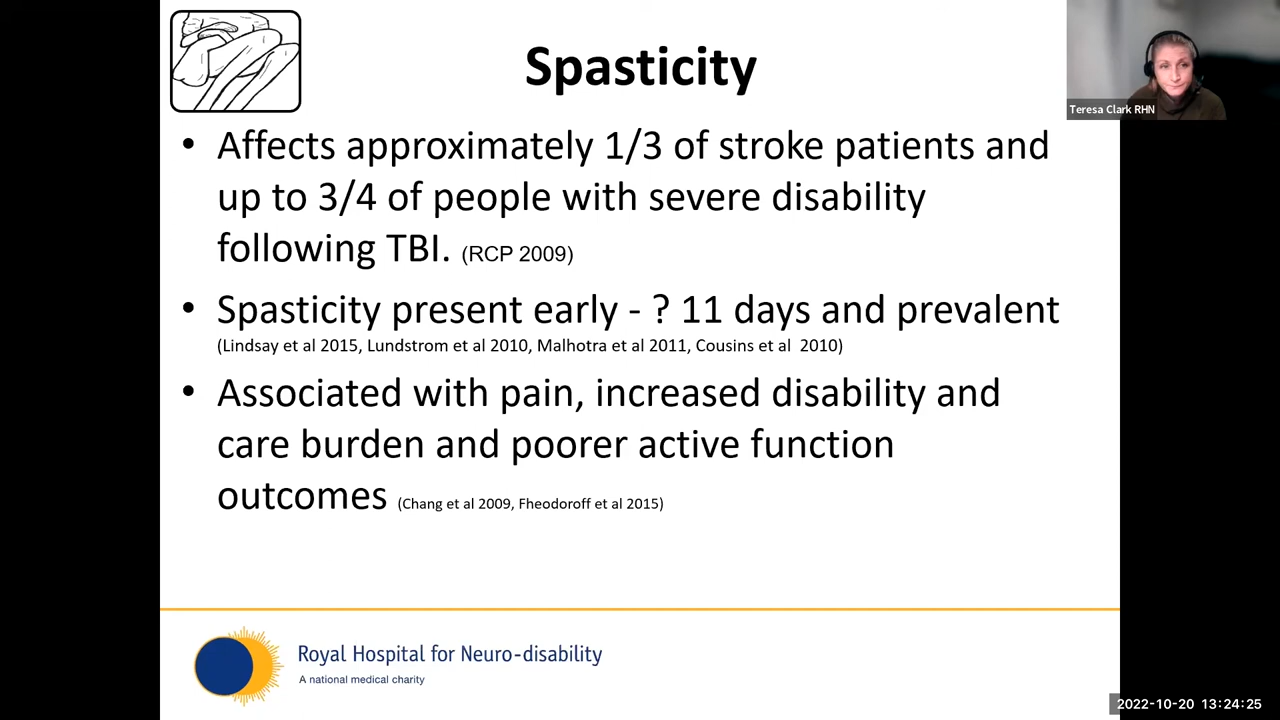 Spasticity
Teresa Clark RHN
• Affects approximately 1/3 of stroke patients and
up to 3/4 of people with severe disability
following TBI. (RCP 2009)
• Spasticity present early - ? 11 days and prevalent
(Lindsay et al 2015, Lundstrom et al 2010, Malhotra et al 2011, Cousins et al  2010)
• Associated with pain, increased disability and
care burden and poorer active function
outcomes (Chang et al 2009, Fheodoroff et al 2015)
Royal Hospital for Neuro-disability
A national medical charity
2022-10-20 13:24:25